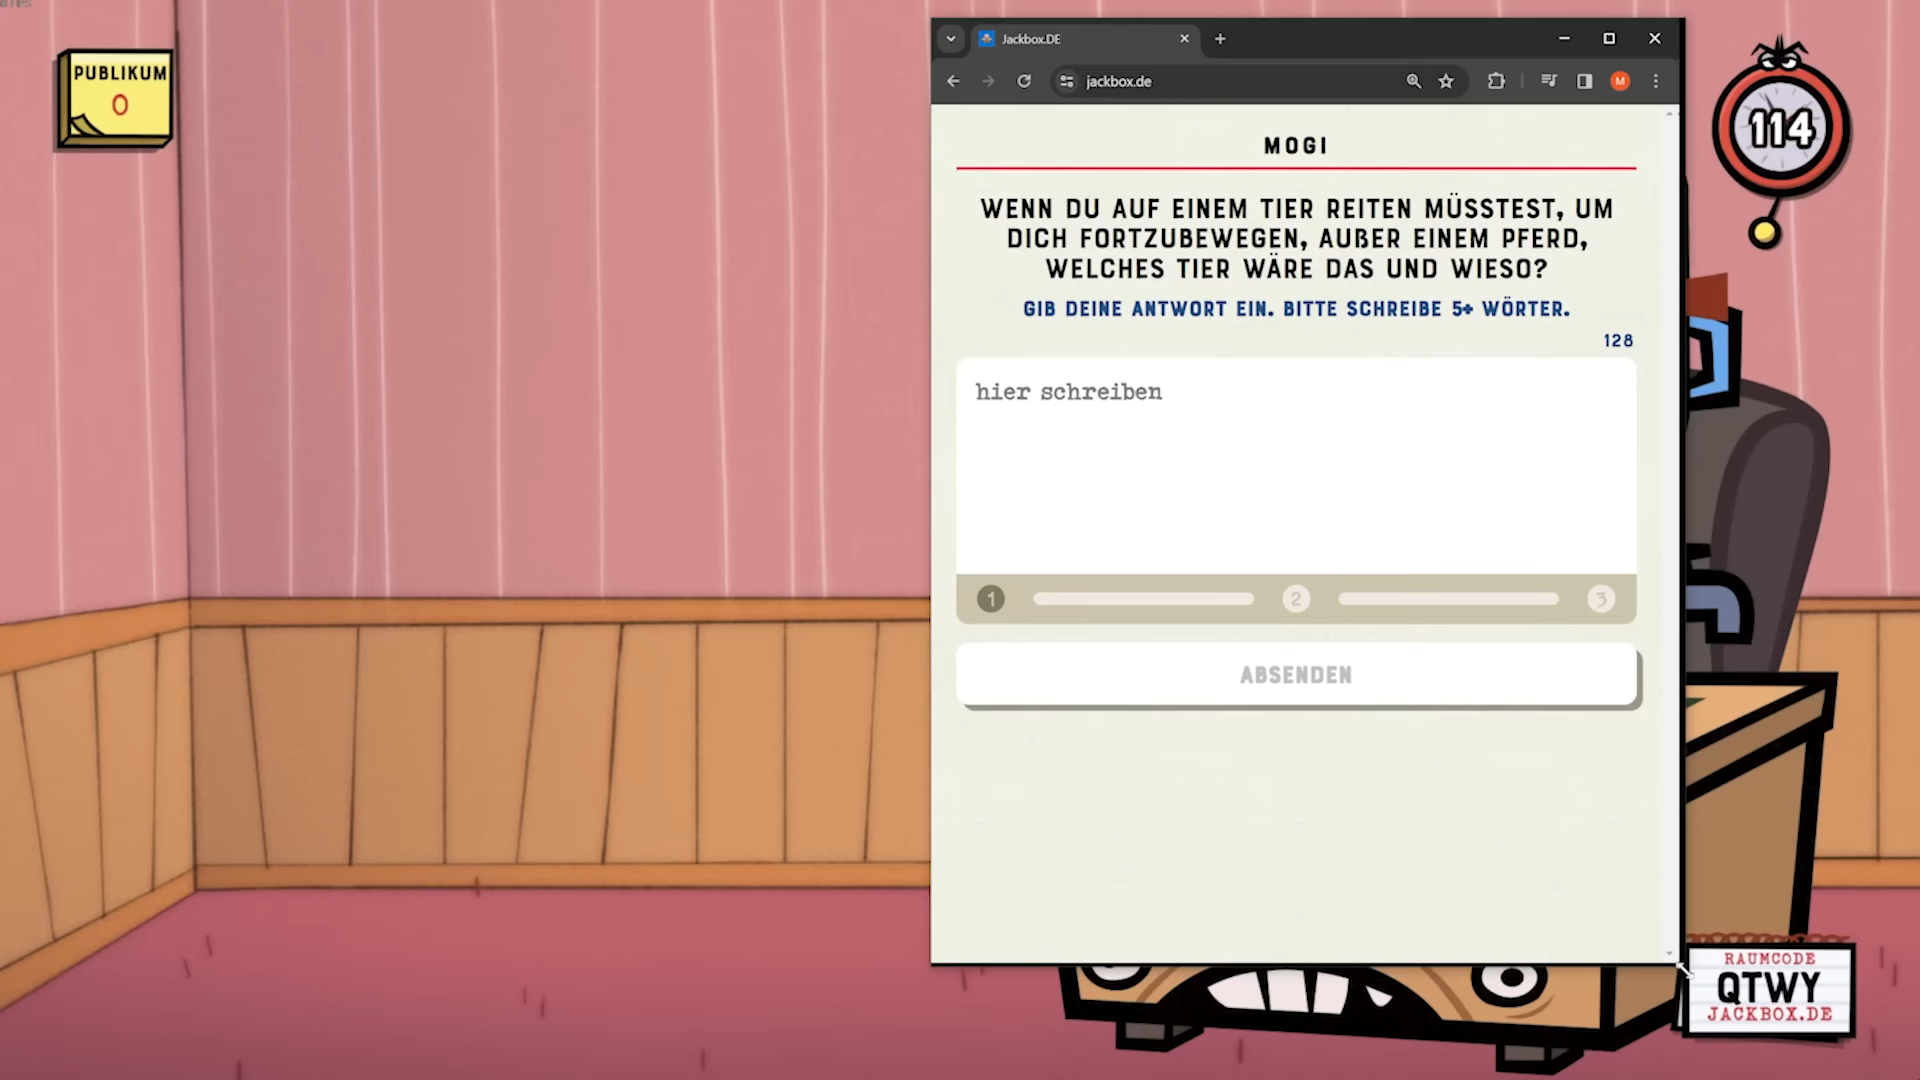 PUBLIKUM
0
Jackbox.DE
jackbox.de
M
114
MOGI
WENN DU AUF EINEM TIER REITEN MÜSSTEST, UM
DICH FORTZUBEWEGEN, AUẞER EINEM PFERD,
WELCHES TIER WÄRE DAS UND WIESO?
GIB DEINE ANTWORT EIN. BITTE SCHREIBE 5+ WÖRTER.
128
hier schreiben
1 2 3
ABSENDEN
RAUMCODE
QTWY
JACKBOX.DE